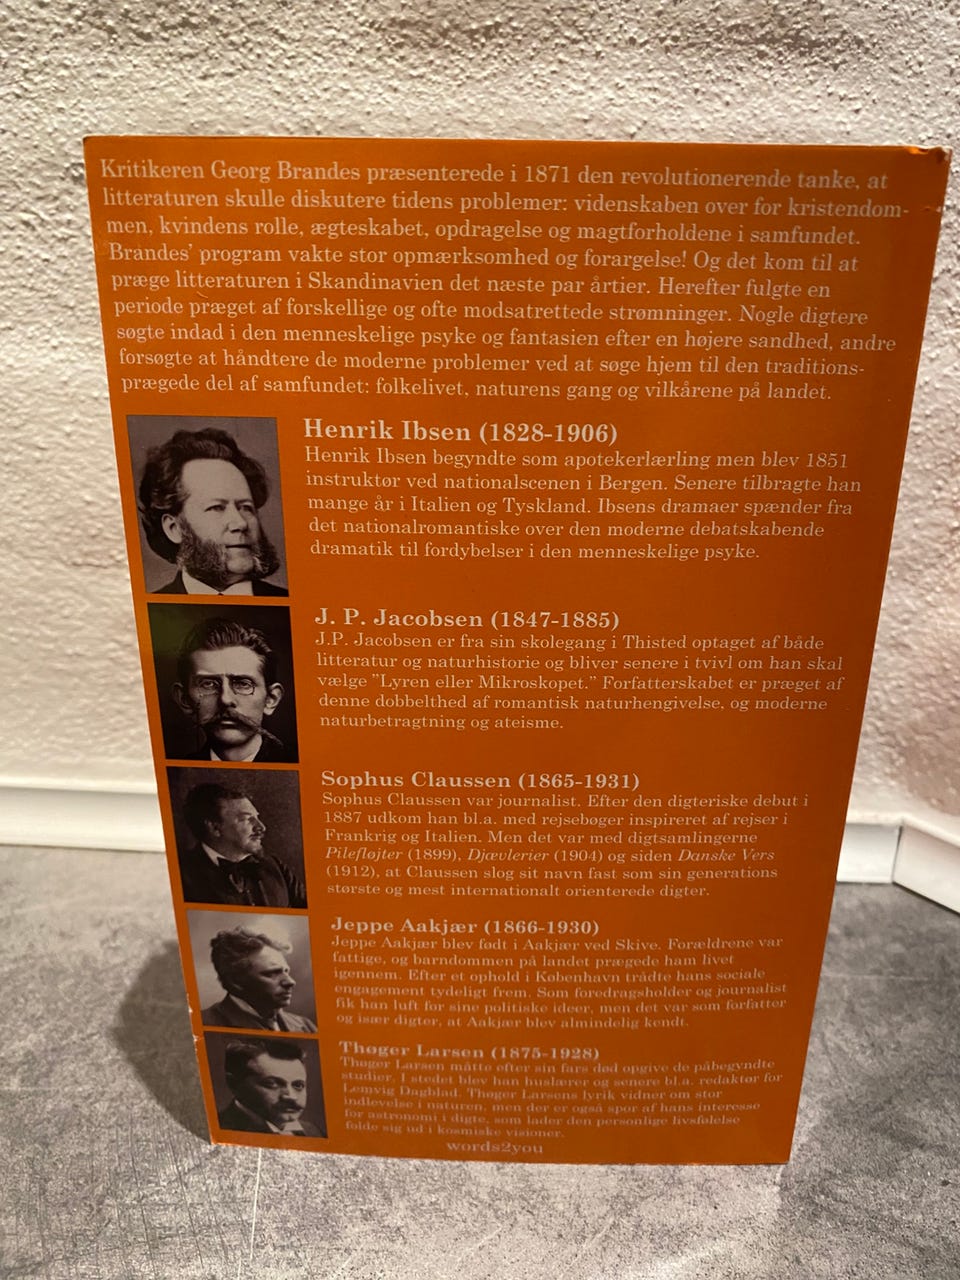 Kritikeren Georg Brandes præsenterede i 1871 den revolutionerende tanke, at
litteraturen skulle diskutere tidens problemer: videnskaben over for kristendom-
men, kvindens rolle, ægteskabet, opdragelse og magtforholdene i samfundet.
Brandes' program vakte stor opmærksomhed og forargelse! Og det kom til at
præge litteraturen i Skandinavien det næste par årtier. Herefter fulgte en
periode præget af forskellige og ofte modsatrettede strømninger. Nogle digtere
søgte indad i den menneskelige psyke og fantasien efter en højere sandhed, andre
forsøgte at håndtere de moderne problemer ved at søge hjem til den traditions-
prægede del af samfundet: folkelivet, naturens gang og vilkårene på landet.
Henrik Ibsen (1828-1906)
Henrik Ibsen begyndte som apotekerlærling men blev 1851
instruktør ved nationalscenen i Bergen. Senere tilbragte han
mange år i Italien og Tyskland. Ibsens dramaer spænder fra
det nationalromantiske over den moderne debatskabende
dramatik til fordybelser i den menneskelige psyke.
J. P. Jacobsen (1847-1885)
J.P. Jacobsen er fra sin skolegang i Thisted optaget af både
litteratur og naturhistorie og bliver senere i tvivl om han skal
vælge "Lyren eller Mikroskopet." Forfatterskabet er præget af
denne dobbelthed af romantisk naturhengivelse, og moderne
naturbetragtning og ateisme.
Sophus Claussen (1865-1931)
Sophus Claussen var journalist. Efter den digteriske debut i
1887 udkom han bl.a. med rejsebøger inspireret af rejser i
Frankrig og Italien. Men det var med digtsamlingerne
Pilefløjter (1899), Djævlerier (1904) og siden Danske Vers
(1912), at Claussen slog sit navn fast som sin generations
største og mest internationalt orienterede digter.
Jeppe Aakjær (1866-1930)
Jeppe Aakjær blev født i Aakjær ved Skive. Forældrene var
fattige, og barndommen på landet prægede ham livet
igennem. Efter et ophold i København trådte hans sociale
engagement tydeligt frem. Som foredragsholder og journalist
fik han luft for sine politiske ideer, men det var som forfatter
og især digter, at Aakjær blev almindelig kendt.
Thøger Larsen (1875-1928)
Thøger Larsen måtte efter sin fars død opgive de påbegyndte
studier. I stedet blev han huslærer og senere bl.a. redaktør for
Lemvig Dagblad. Thøger Larsens lyrik vidner om stor
indlevelse i naturen, men der er også spor af hans interesse
for astronomi i digte, som lader den personlige livsfølelse
folde sig ud i kosmiske visioner.
words2you